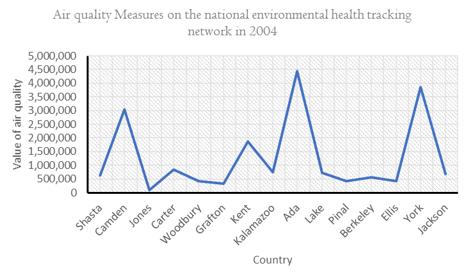 Air quality Measures on the national environmental health tracking
network in 2004
Value of air quality
5,000,000
4,500,000
4,000,000
3,500,000
3,000,000
2,500,000
2,000,000
1,500,000
1,000,000
500,000
0
Shasta
Camden
Jones
Carter
Woodbury
Grafton
Kent
Kalamazoo
Ada
Lake
Pinal
Berkeley
Ellis
York
Jackson
Country